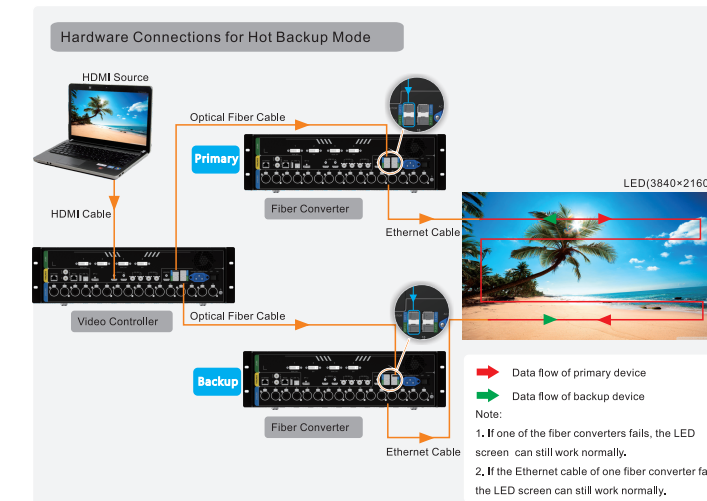 Hardware Connections for Hot Backup Mode
HDMI Source
Optical Fiber Cable
Primary
Fiber Converter
LED(3840×2160
HDMI Cable
Ethernet Cable
Video Controller
Optical Fiber Cable
Backup
Fiber Converter
Ethernet Cable
Data flow of primary device
Data flow of backup device
Note:
1. If one of the fiber converters fails, the LED
screen can still work normally.
2. If the Ethernet cable of one fiber converter fa
the LED screen can still work normally.